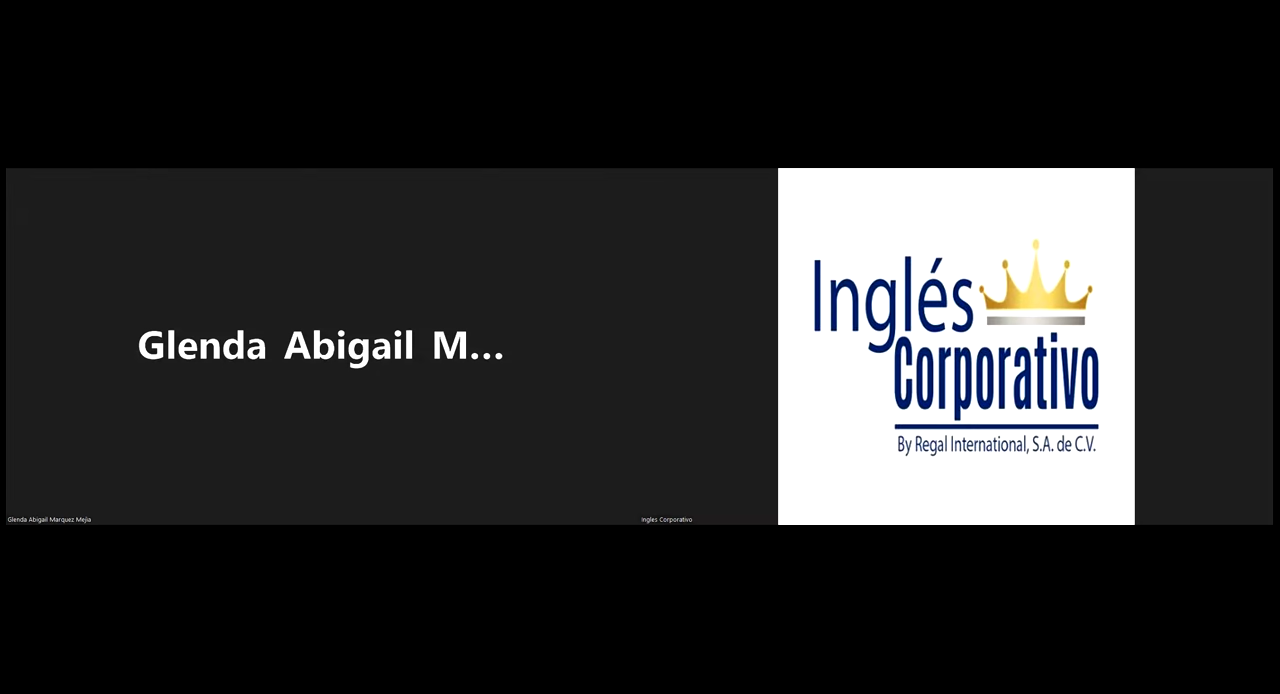 Glenda Abigail M...
Glenda Abigail Marquez Mejia
Inglés
Corporativo
By Regal International, S.A. de C.V.
Ingles Corporativo